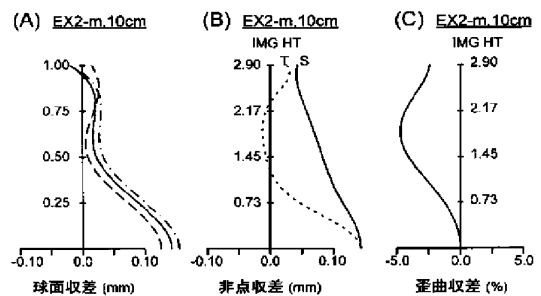 (A) EX2-m.10cm
1.00
0.75
0.50
0.25
-0.10 0 0.10
球面収差 (mm)
(B) EX2-m.10cm
IMG HT
T S
2.90
2.17
1.45
0.73
-0.10 0 0.10
非点収差 (mm)
(C) EX2-m.10cm
IMG HT
2.90
2.17
1.45
0.73
-5.0 0 5.0
歪曲収差 (%)